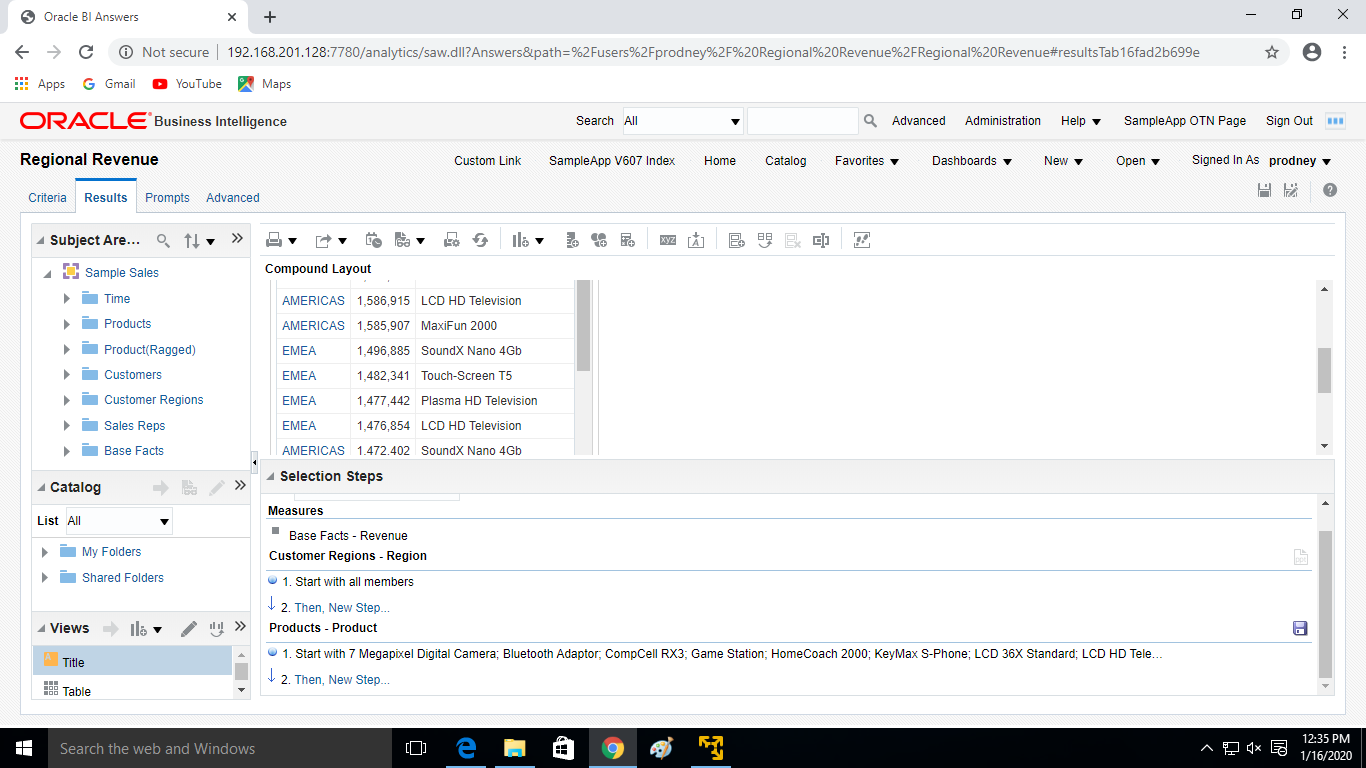 Oracle BI Answers
Not secure 192.168.201.128:7780/analytics/saw.dll?Answers&path=%2Fusers%2Fprodney%2F%20Regional%20Revenue%2FRegional%20Revenue#resultsTab16fad2b699e
Apps Gmail YouTube Maps
ORACLE Business Intelligence Search All Advanced Administration Help SampleApp OTN Page Sign Out
Regional Revenue Custom Link SampleApp V607 Index Home Catalog Favorites Dashboards New Open Signed In As prodney
Criteria Results Prompts Advanced
Subject Are...
Sample Sales
Time
Products
Product(Ragged)
Customers
Customer Regions
Sales Reps
Base Facts
Catalog
List All
My Folders
Shared Folders
Views
Title
Table
xyz
Compound Layout
AMERICAS 1,586,915 LCD HD Television
AMERICAS 1,585,907 MaxiFun 2000
EMEA 1,496,885 SoundX Nano 4Gb
EMEA 1,482,341 Touch-Screen T5
EMEA 1,477,442 Plasma HD Television
EMEA 1,476,854 LCD HD Television
AMERICAS 1,472,402 SoundX Nano 4Gb
Selection Steps
Measures
Base Facts - Revenue
Customer Regions - Region
1. Start with all members
2. Then, New Step...
Products - Product
1. Start with 7 Megapixel Digital Camera; Bluetooth Adaptor; CompCell RX3; Game Station; HomeCoach 2000; KeyMax S-Phone; LCD 36X Standard; LCD HD Tele...
2. Then, New Step...
Search the web and Windows
12:35 PM
1/16/2020